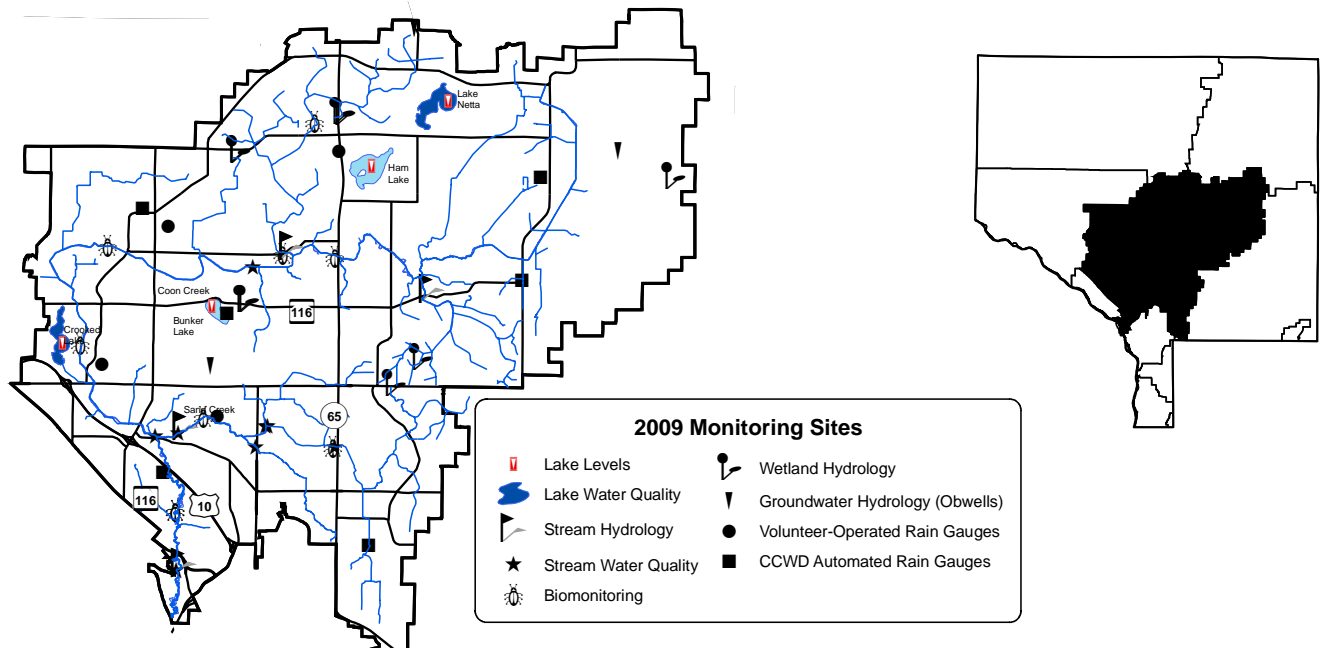 Lake
Netta
Ham
Lake
Coon Creek
Bunker
Lake
116
Crooked
Lake
Sand Creek
65
116
10
2009 Monitoring Sites
Lake Levels
Lake Water Quality
Stream Hydrology
Stream Water Quality
Biomonitoring
Wetland Hydrology
Groundwater Hydrology (Obwells)
Volunteer-Operated Rain Gauges
CCWD Automated Rain Gauges